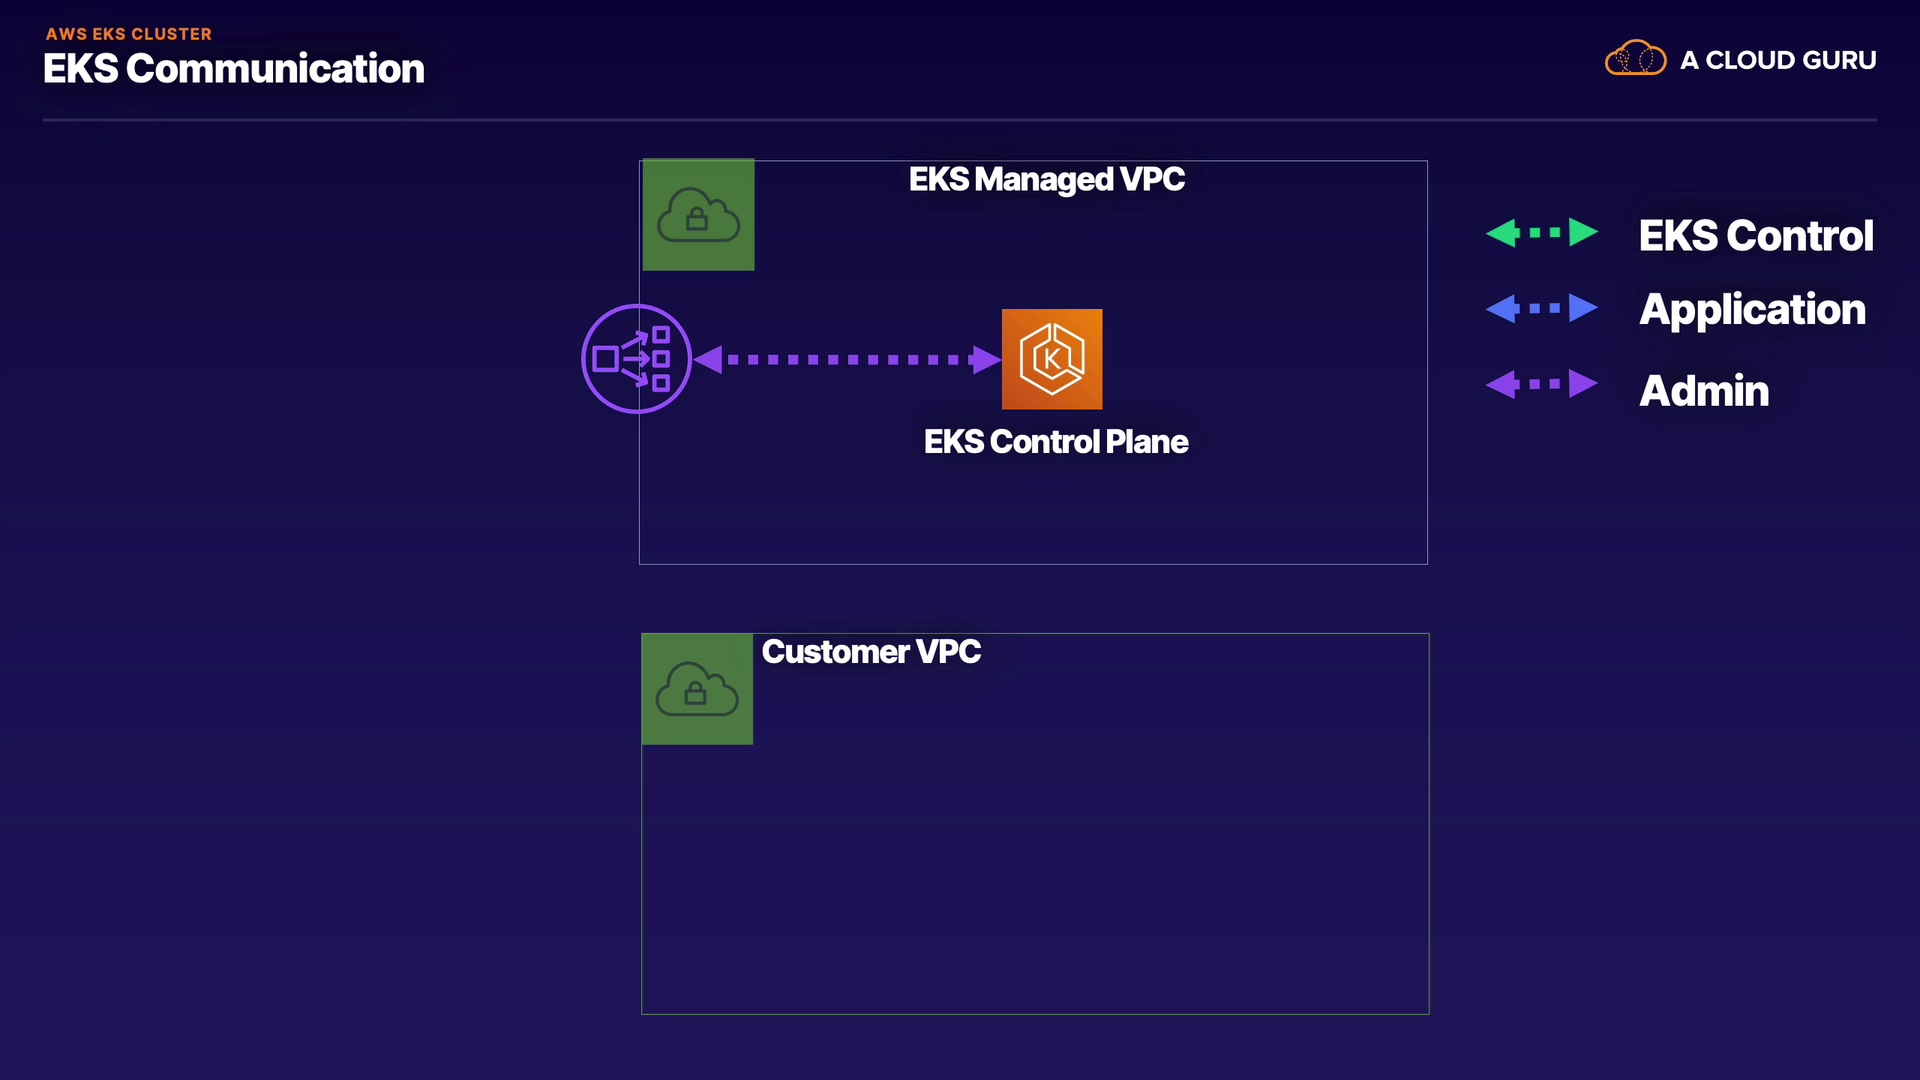 AWS EKS CLUSTER
EKS Communication
A CLOUD GURU
EKS Managed VPC
EKS Control
Application
Admin
K
EKS Control Plane
Customer VPC